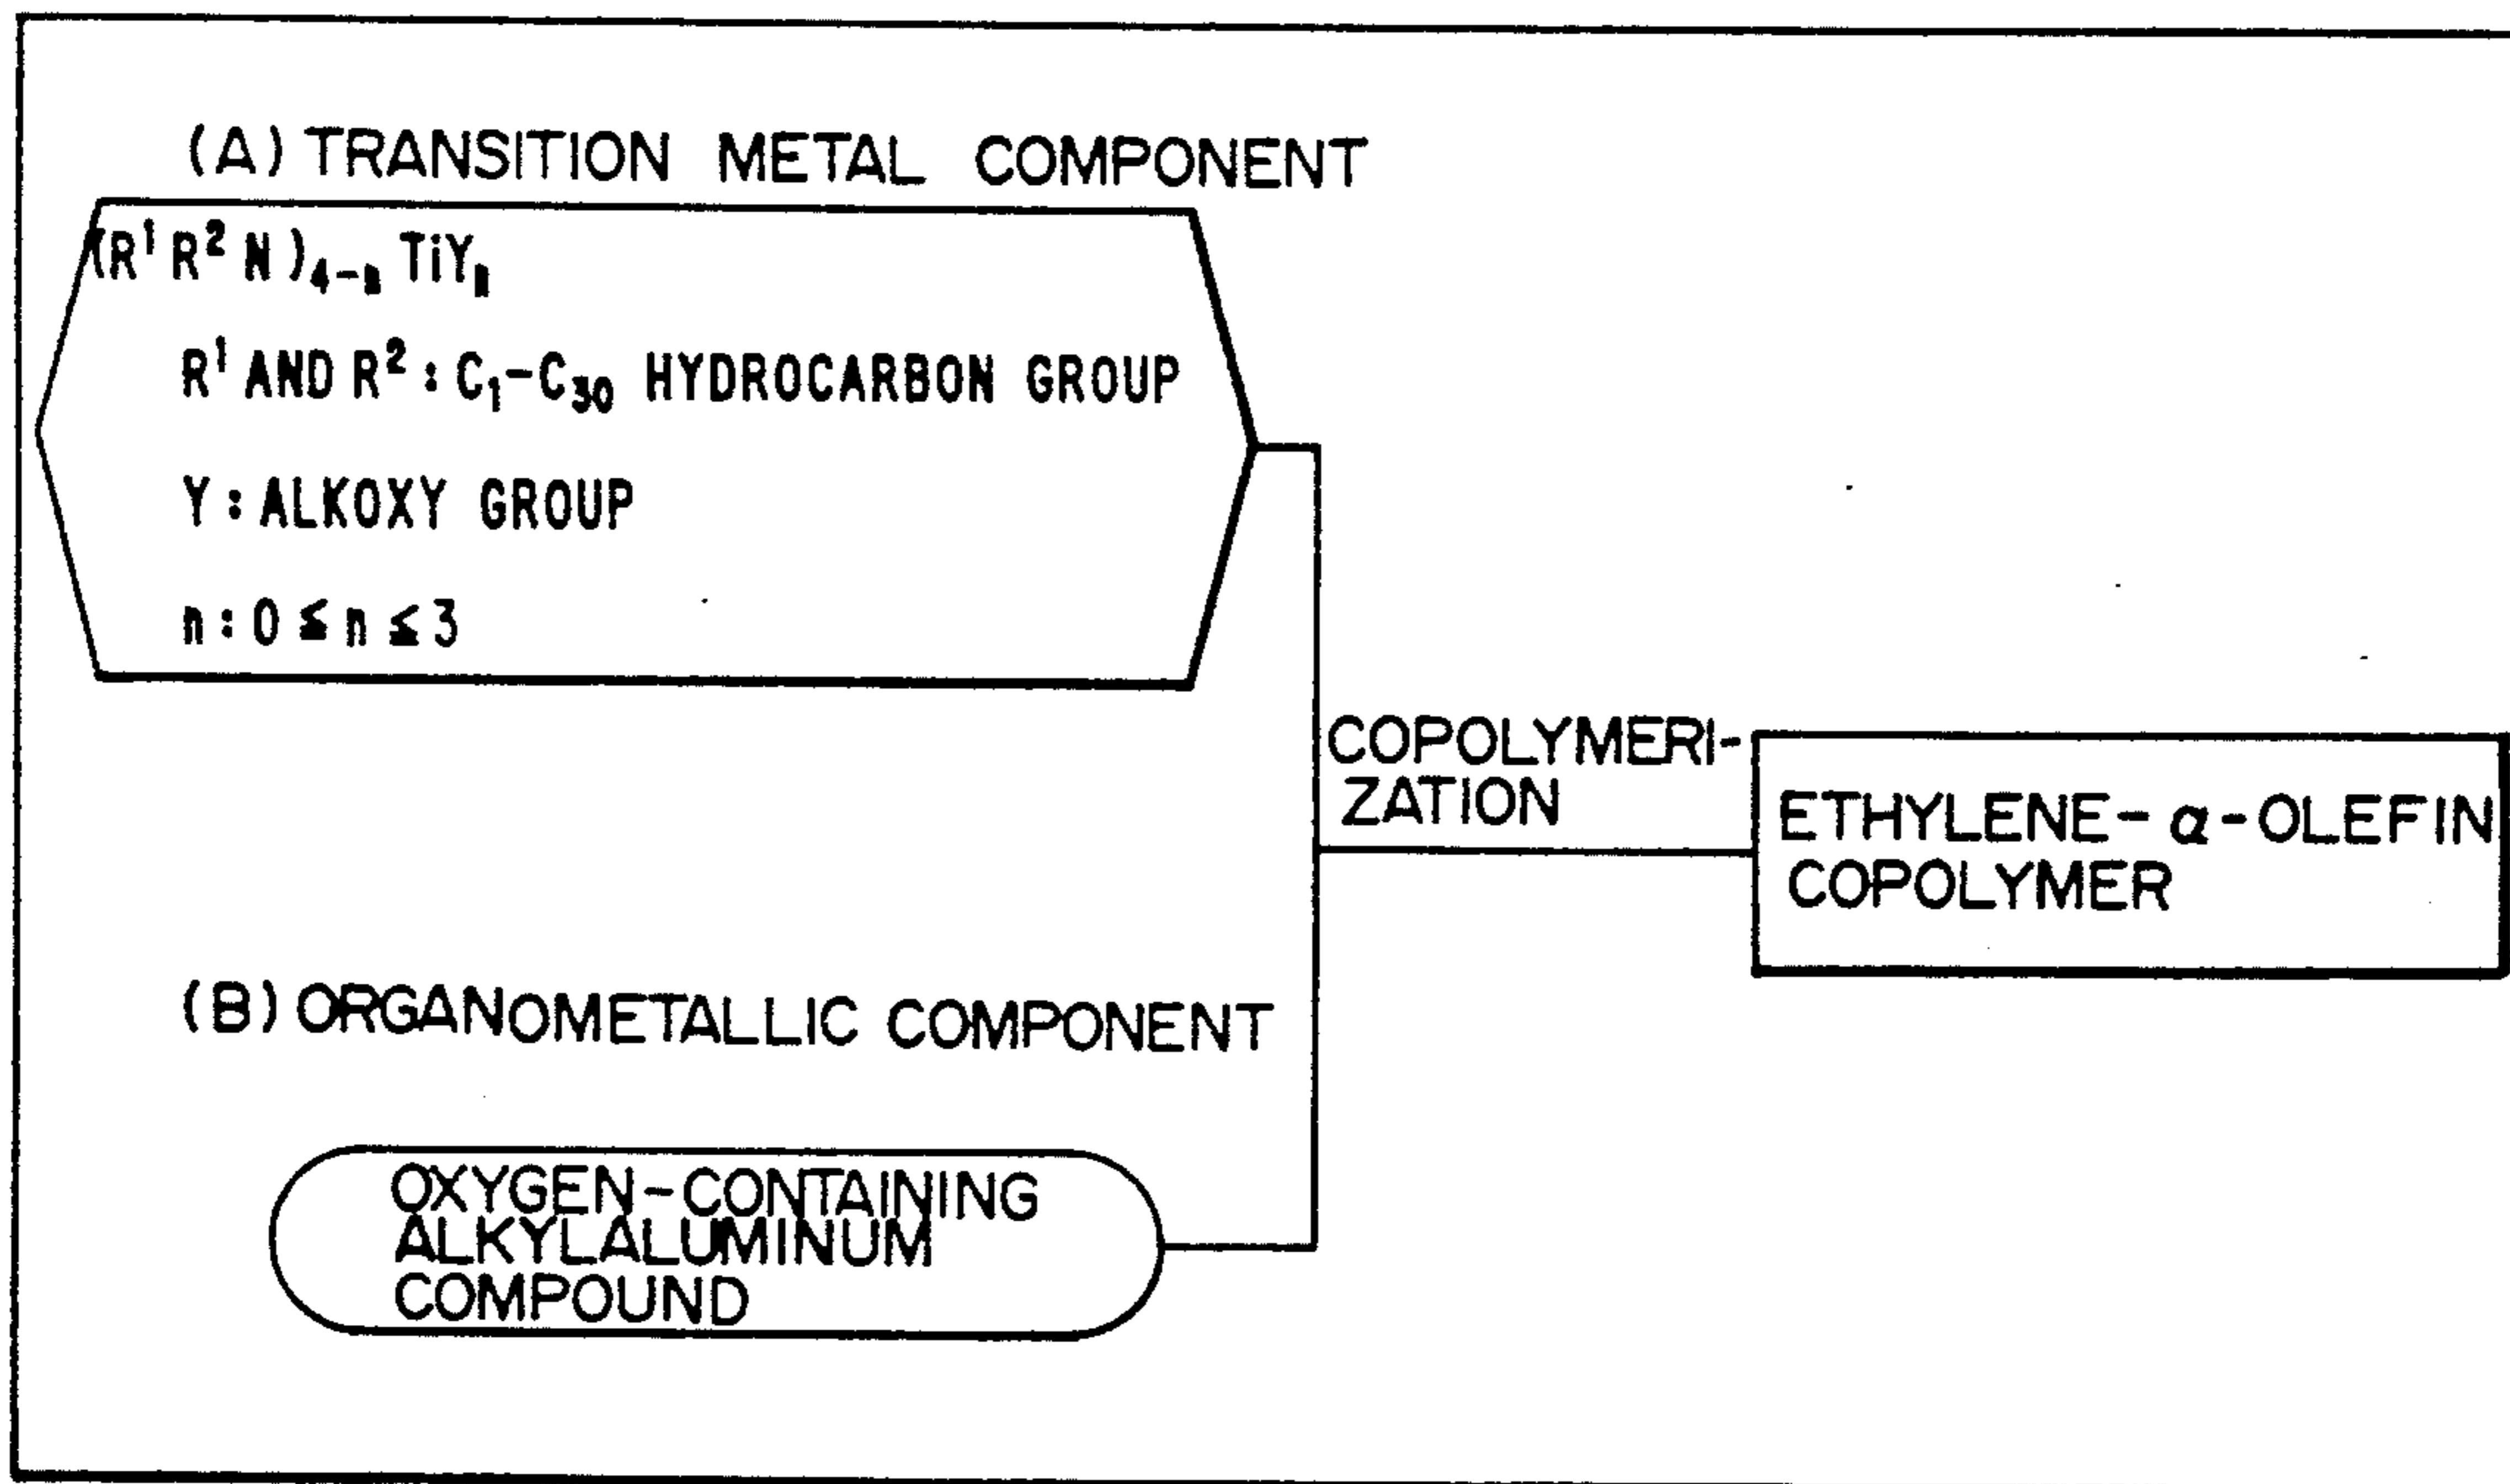 (A) TRANSITION METAL COMPONENT
(R¹R²N)₄₋ₙ TiYₙ
R¹ AND R² : C₁-C₃₀ HYDROCARBON GROUP
Y : ALKOXY GROUP
n : 0 ≦ n ≦ 3
COPOLYMERI-
ZATION
ETHYLENE-α-OLEFIN
COPOLYMER
(B) ORGANOMETALLIC COMPONENT
OXYGEN-CONTAINING
ALKYLALUMINUM
COMPOUND